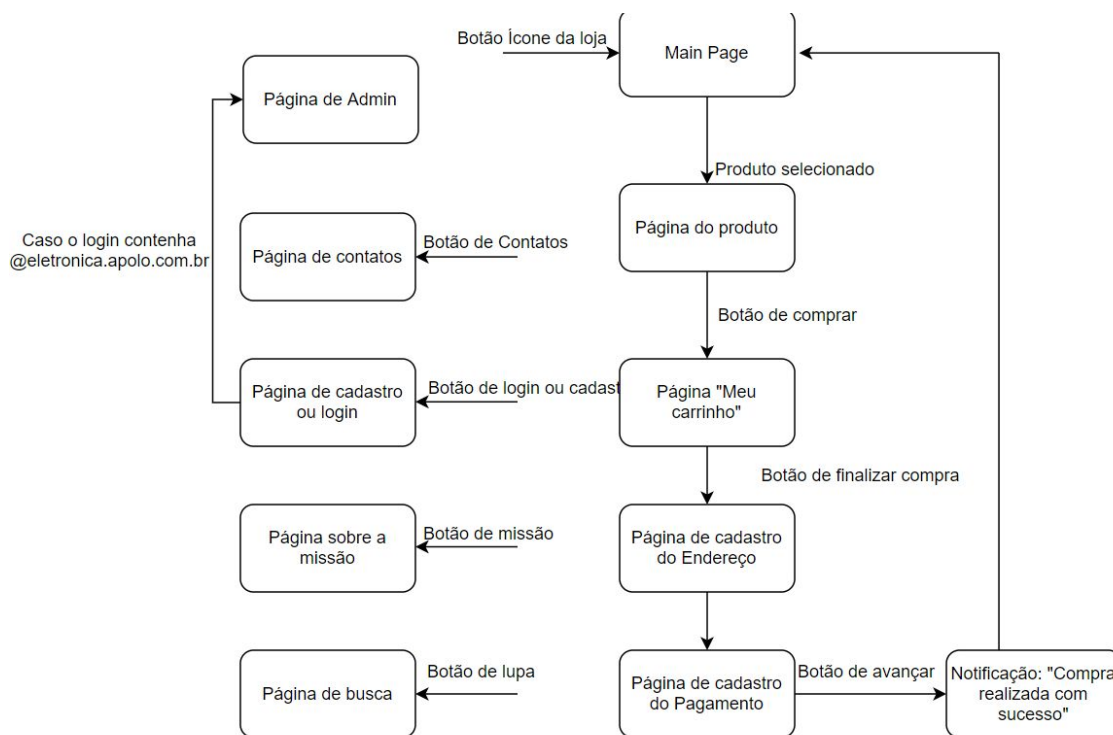 Botão Ícone da loja
Main Page
Página de Admin
Produto selecionado
Página do produto
Caso o login contenha
@eletronica.apolo.com.br
Página de contatos
Botão de Contatos
Botão de comprar
Página de cadastro
ou login
Botão de login ou cadast
Página "Meu
carrinho"
Botão de finalizar compra
Página sobre a
missão
Botão de missão
Página de cadastro
do Endereço
Página de busca
Botão de lupa
Página de cadastro
do Pagamento
Botão de avançar
Notificação: "Compra
realizada com
sucesso"